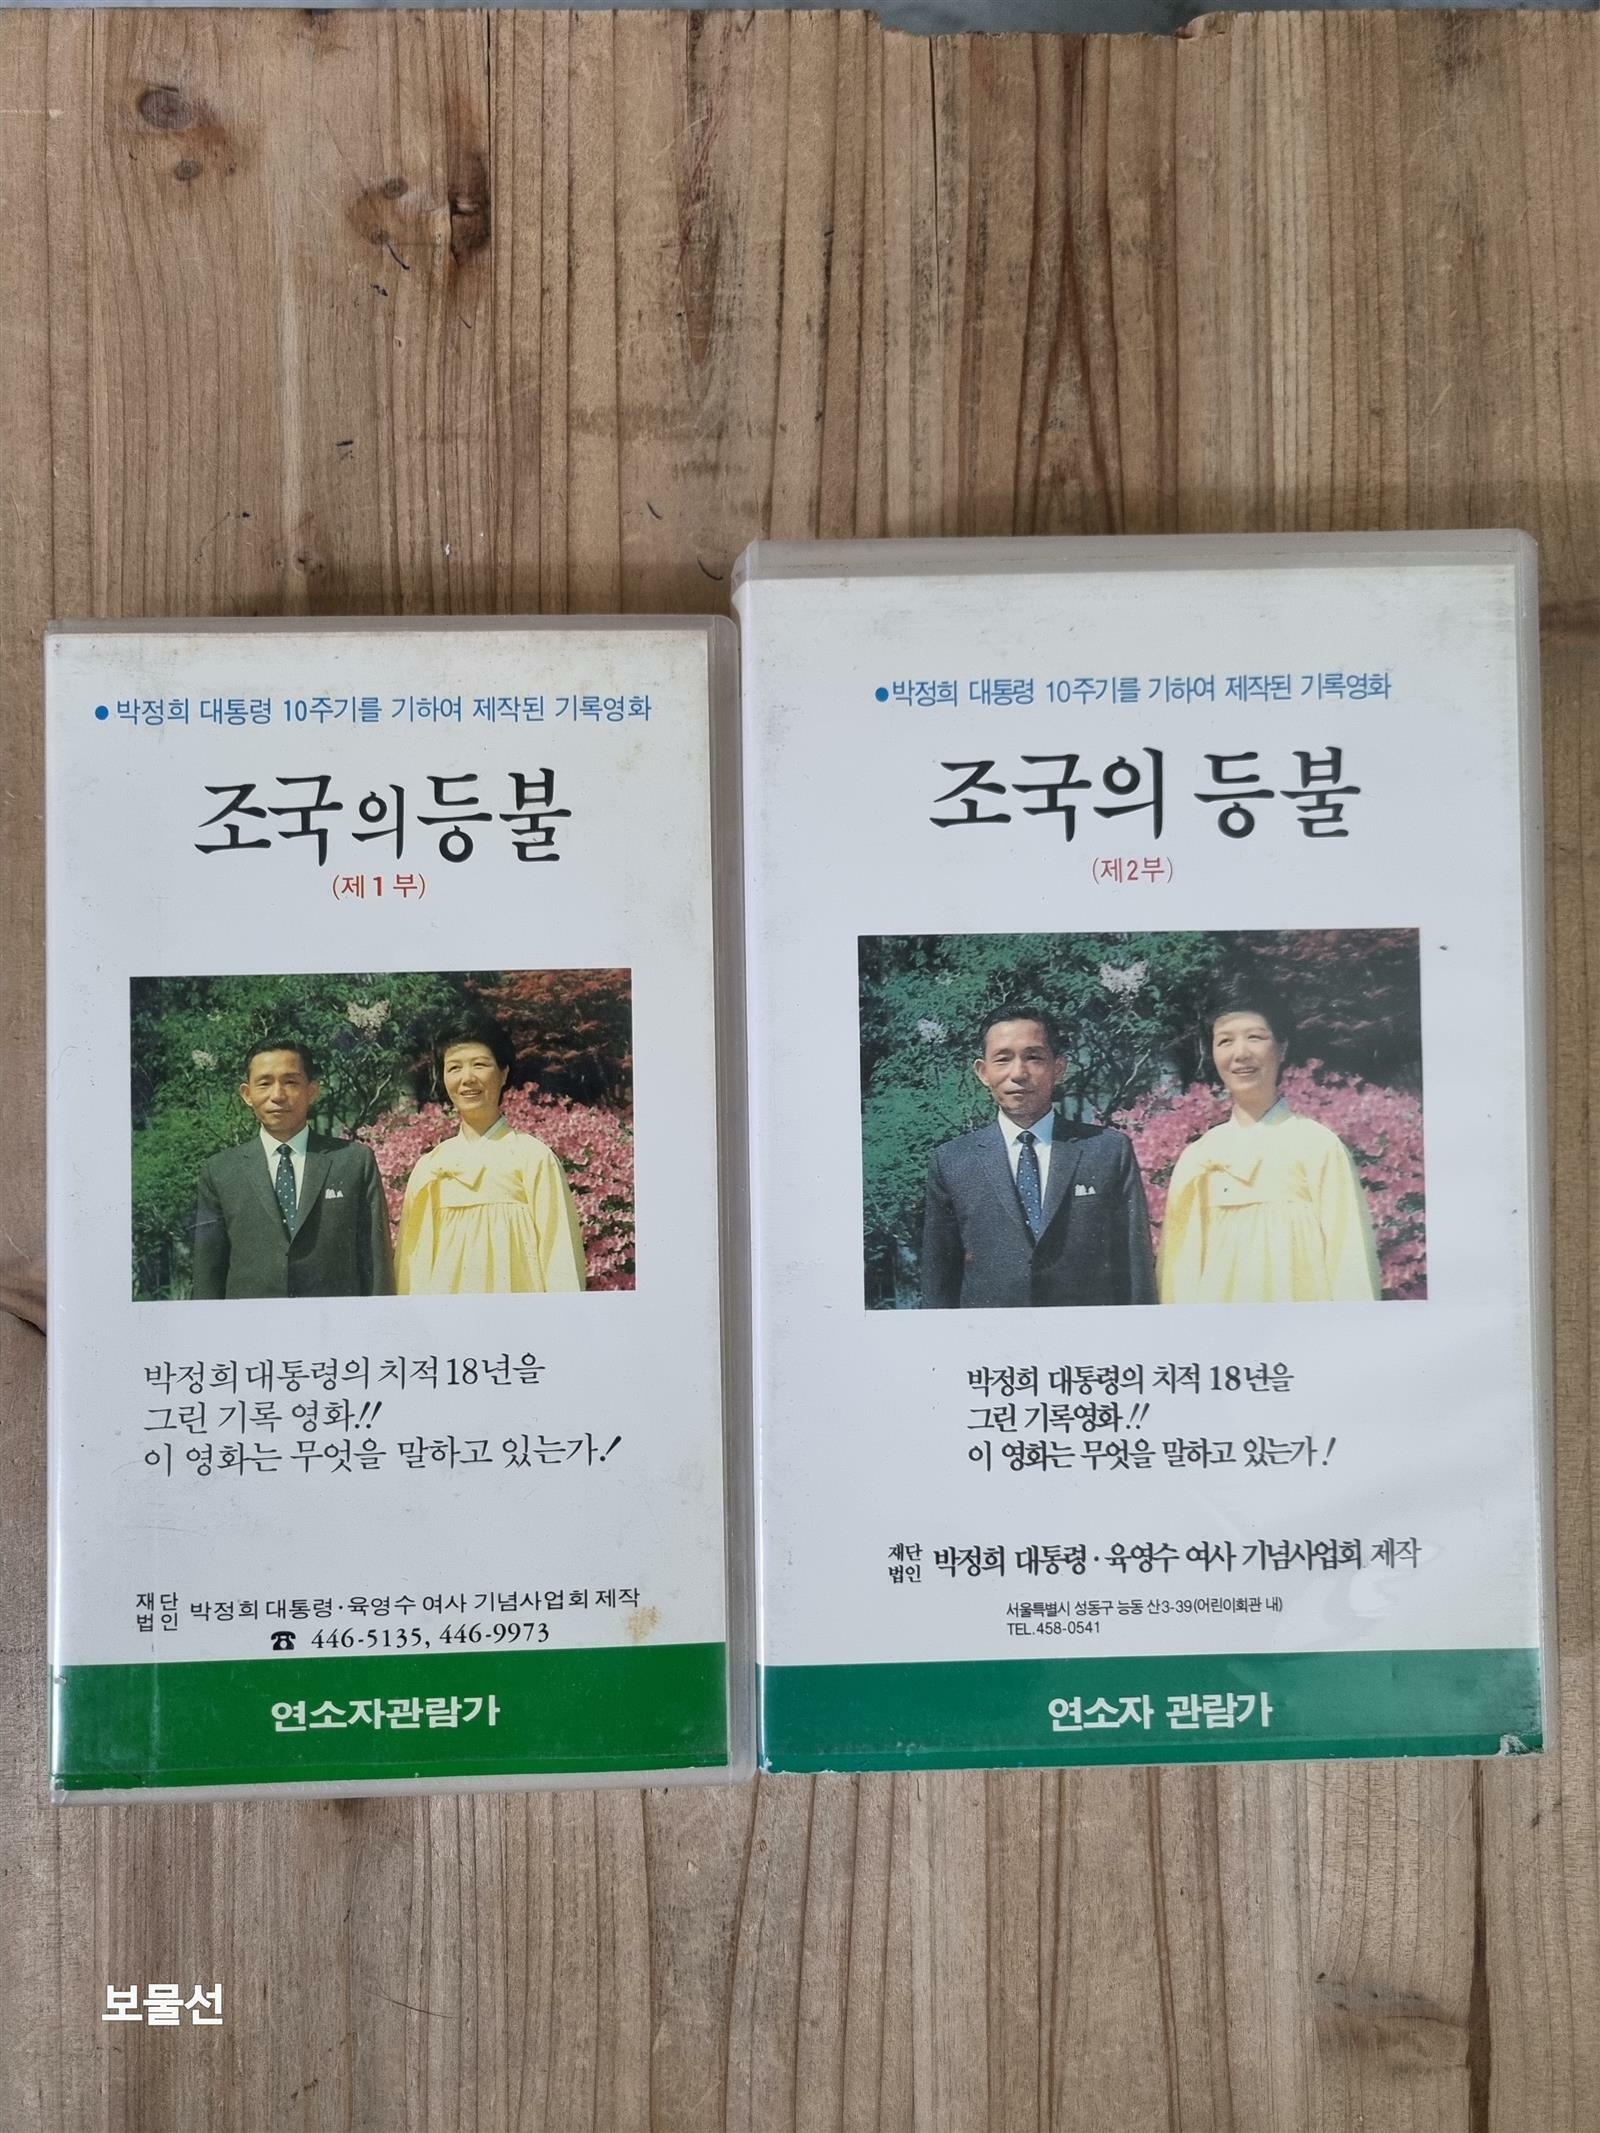 ●박정희 대통령 10주기를 기하여 제작된 기록영화
조국의등불
(제1부)
박정희대통령의 치적18년을
그린 기록 영화!!
이 영화는 무엇을 말하고 있는가!
재단
법인
박정희 대통령·육영수 여사 기념사업회 제작
☎ 446-5135, 446-9973
연소자관람가
●박정희 대통령 10주기를 기하여 제작된 기록영화
조국의 등불
(제2부)
박정희 대통령의 치적 18년을
그린 기록영화!!
이 영화는 무엇을 말하고 있는가!
재단
법인
박정희 대통령·육영수 여사 기념사업회 제작
서울특별시 성동구 능동 산3-39(어린이회관 내)
TEL.458-0541
연소자 관람가
보물선